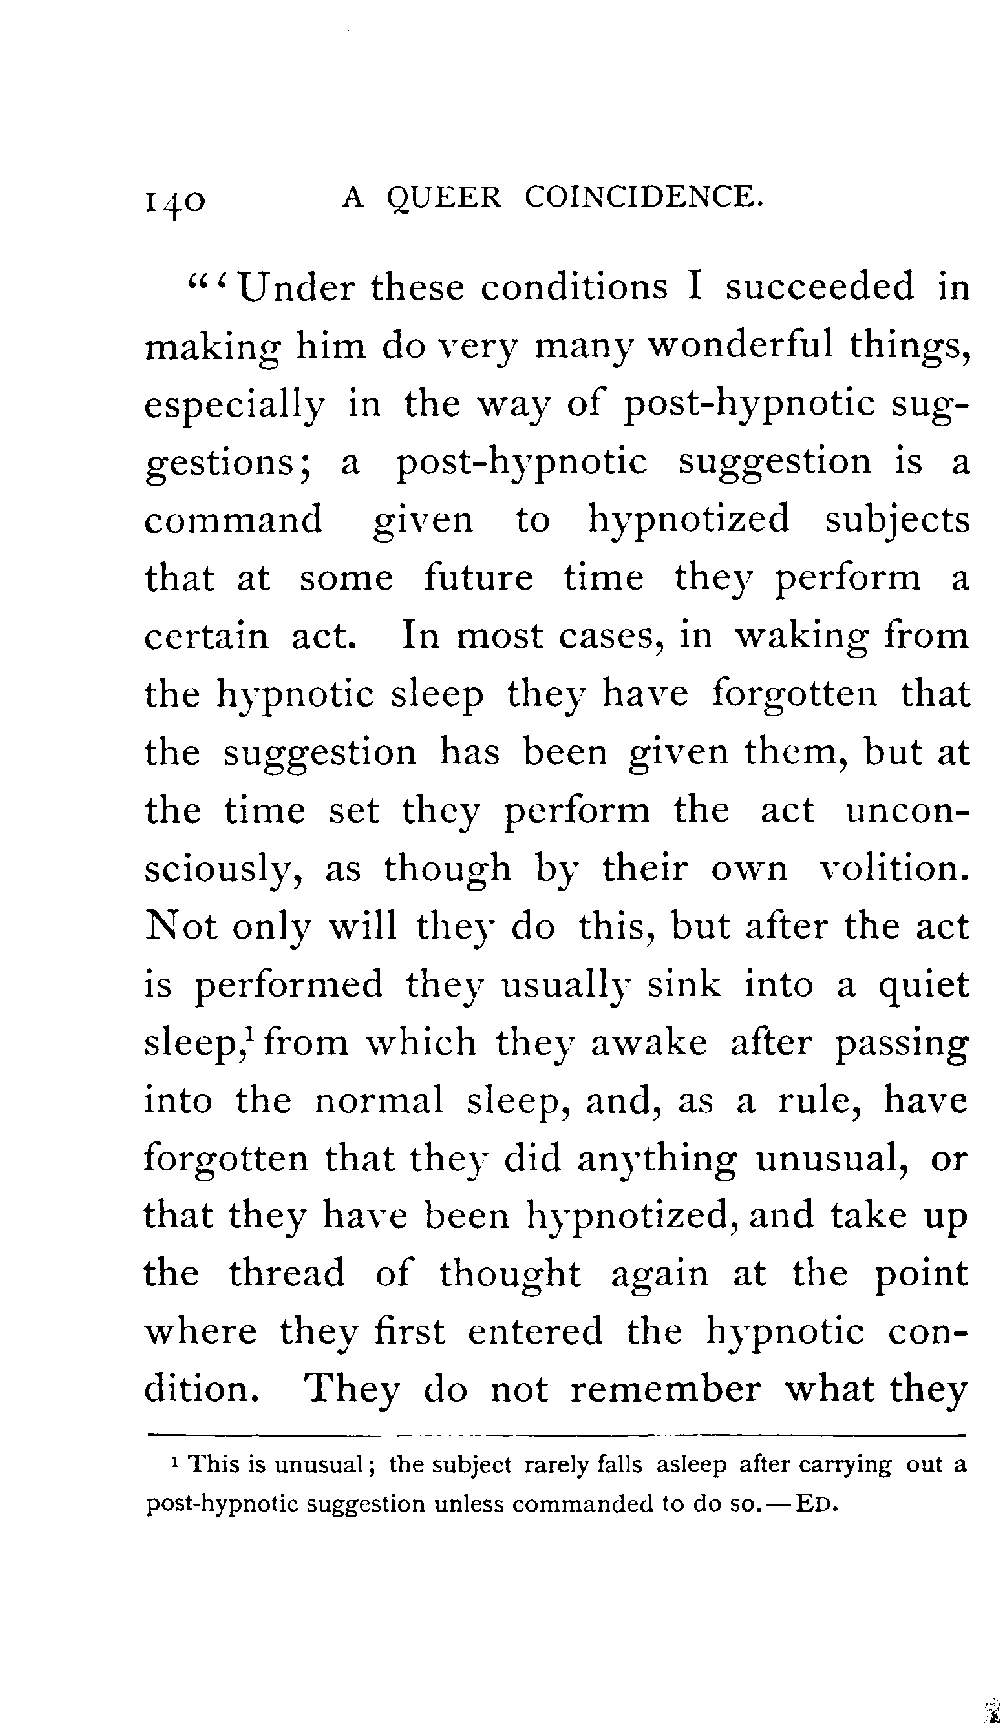 140 A QUEER COINCIDENCE.
“‘Under these conditions I succeeded in
making him do very many wonderful things,
especially in the way of post-hypnotic sug-
gestions; a post-hypnotic suggestion is a
command given to hypnotized subjects
that at some future time they perform a
certain act. In most cases, in waking from
the hypnotic sleep they have forgotten that
the suggestion has been given them, but at
the time set they perform the act uncon-
sciously, as though by their own volition.
Not only will they do this, but after the act
is performed they usually sink into a quiet
sleep,¹ from which they awake after passing
into the normal sleep, and, as a rule, have
forgotten that they did anything unusual, or
that they have been hypnotized, and take up
the thread of thought again at the point
where they first entered the hypnotic con-
dition. They do not remember what they
¹ This is unusual; the subject rarely falls asleep after carrying out a
post-hypnotic suggestion unless commanded to do so.—ED.